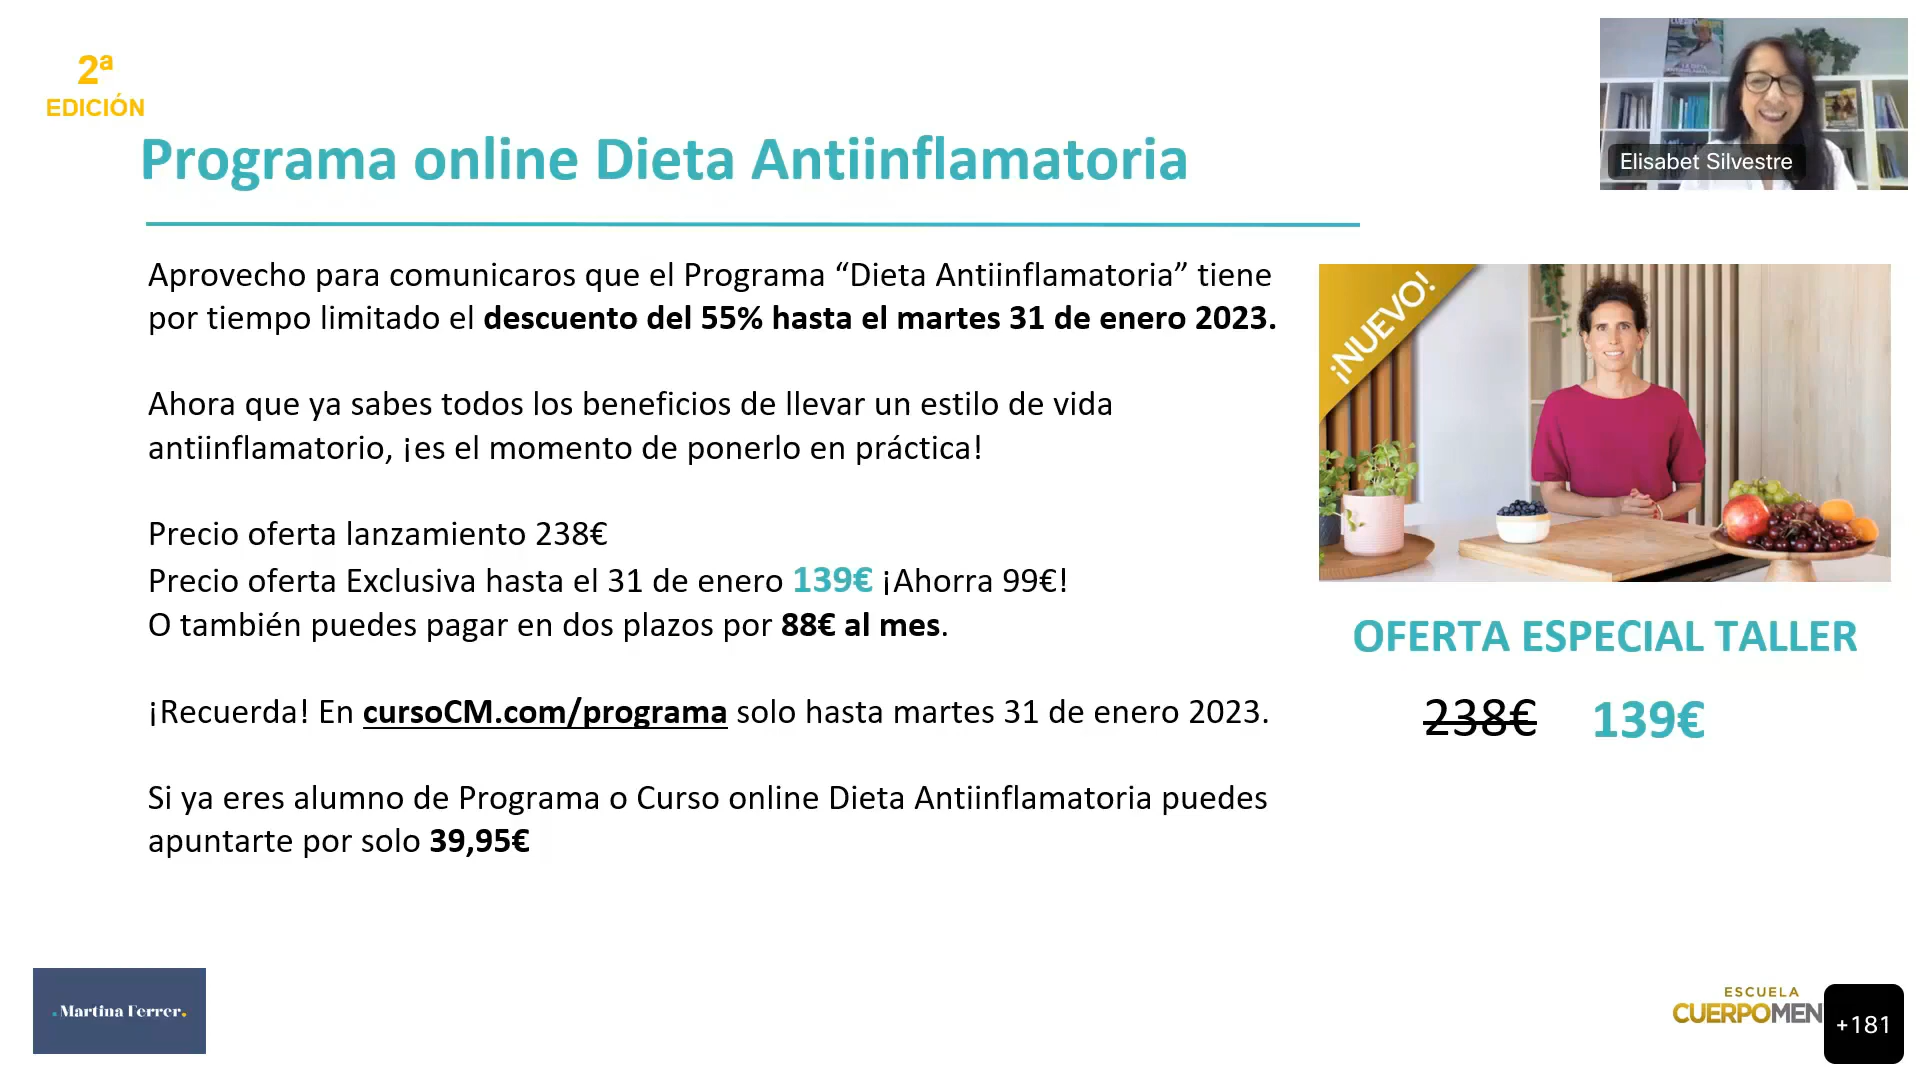 2ª
EDICIÓN
Programa online Dieta Antiinflamatoria
Elisabet Silvestre
Aprovecho para comunicaros que el Programa “Dieta Antiinflamatoria” tiene
por tiempo limitado el descuento del 55% hasta el martes 31 de enero 2023.
Ahora que ya sabes todos los beneficios de llevar un estilo de vida
antiinflamatorio, ¡es el momento de ponerlo en práctica!
Precio oferta lanzamiento 238€
Precio oferta Exclusiva hasta el 31 de enero 139€ ¡Ahorra 99€!
O también puedes pagar en dos plazos por 88€ al mes.
¡Recuerda! En cursoCM.com/programa solo hasta martes 31 de enero 2023.
Si ya eres alumno de Programa o Curso online Dieta Antiinflamatoria puedes
apuntarte por solo 39,95€
¡NUEVO!
OFERTA ESPECIAL TALLER
238€ 139€
.Martina Ferrer.
ESCUELA
CUERPOMEN
+181